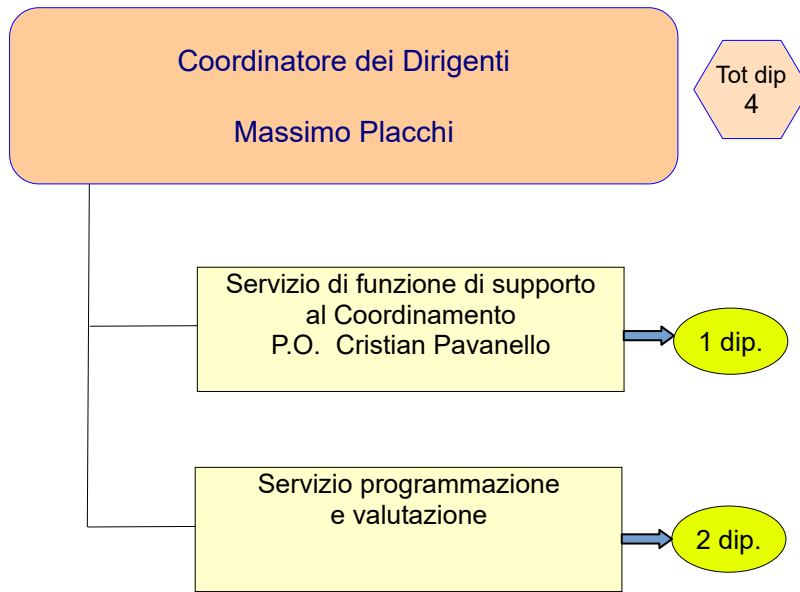 Coordinatore dei Dirigenti
Massimo Placchi
Tot dip
4
Servizio di funzione di supporto
al Coordinamento
P.O. Cristian Pavanello
1 dip.
Servizio programmazione
e valutazione
2 dip.